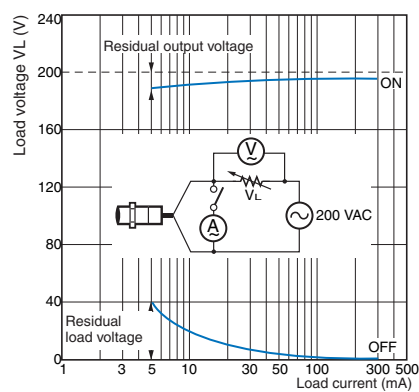 Load voltage VL (V)
240
Residual output voltage
200
ON
160
V
120
VL
A
200 VAC
80
40
Residual
load voltage
OFF
0
1 3 5 10 30 50 100 300 500
Load current (mA)